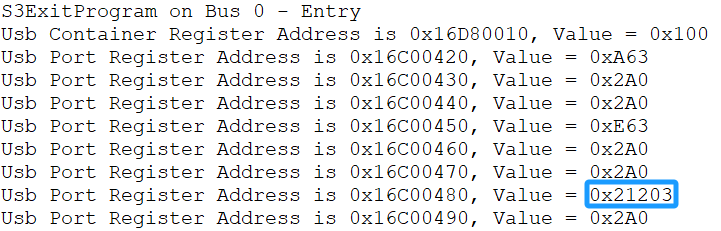 S3ExitProgram on Bus 0 - Entry
Usb Container Register Address is 0x16D80010, Value = 0x100
Usb Port Register Address is 0x16C00420, Value = 0xA63
Usb Port Register Address is 0x16C00430, Value = 0x2A0
Usb Port Register Address is 0x16C00440, Value = 0x2A0
Usb Port Register Address is 0x16C00450, Value = 0xE63
Usb Port Register Address is 0x16C00460, Value = 0x2A0
Usb Port Register Address is 0x16C00470, Value = 0x2A0
Usb Port Register Address is 0x16C00480, Value = 0x21203
Usb Port Register Address is 0x16C00490, Value = 0x2A0